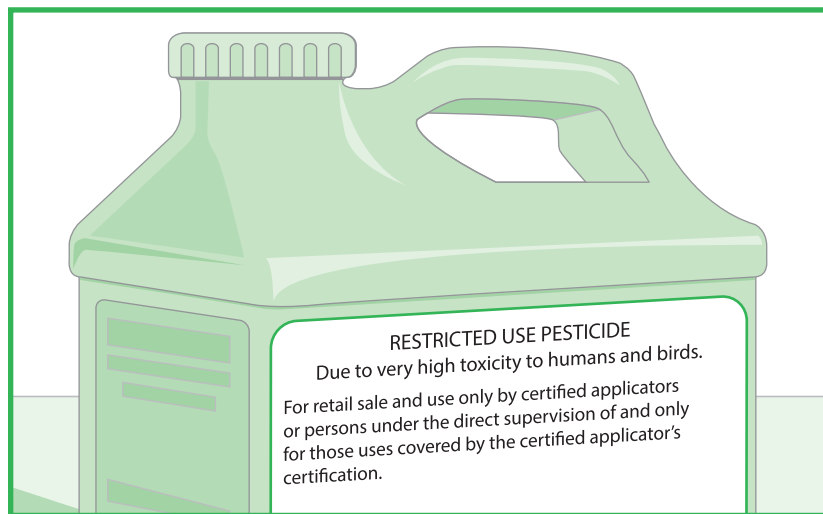 RESTRICTED USE PESTICIDE
Due to very high toxicity to humans and birds.
For retail sale and use only by certified applicators
or persons under the direct supervision of and only
for those uses covered by the certified applicator’s
certification.